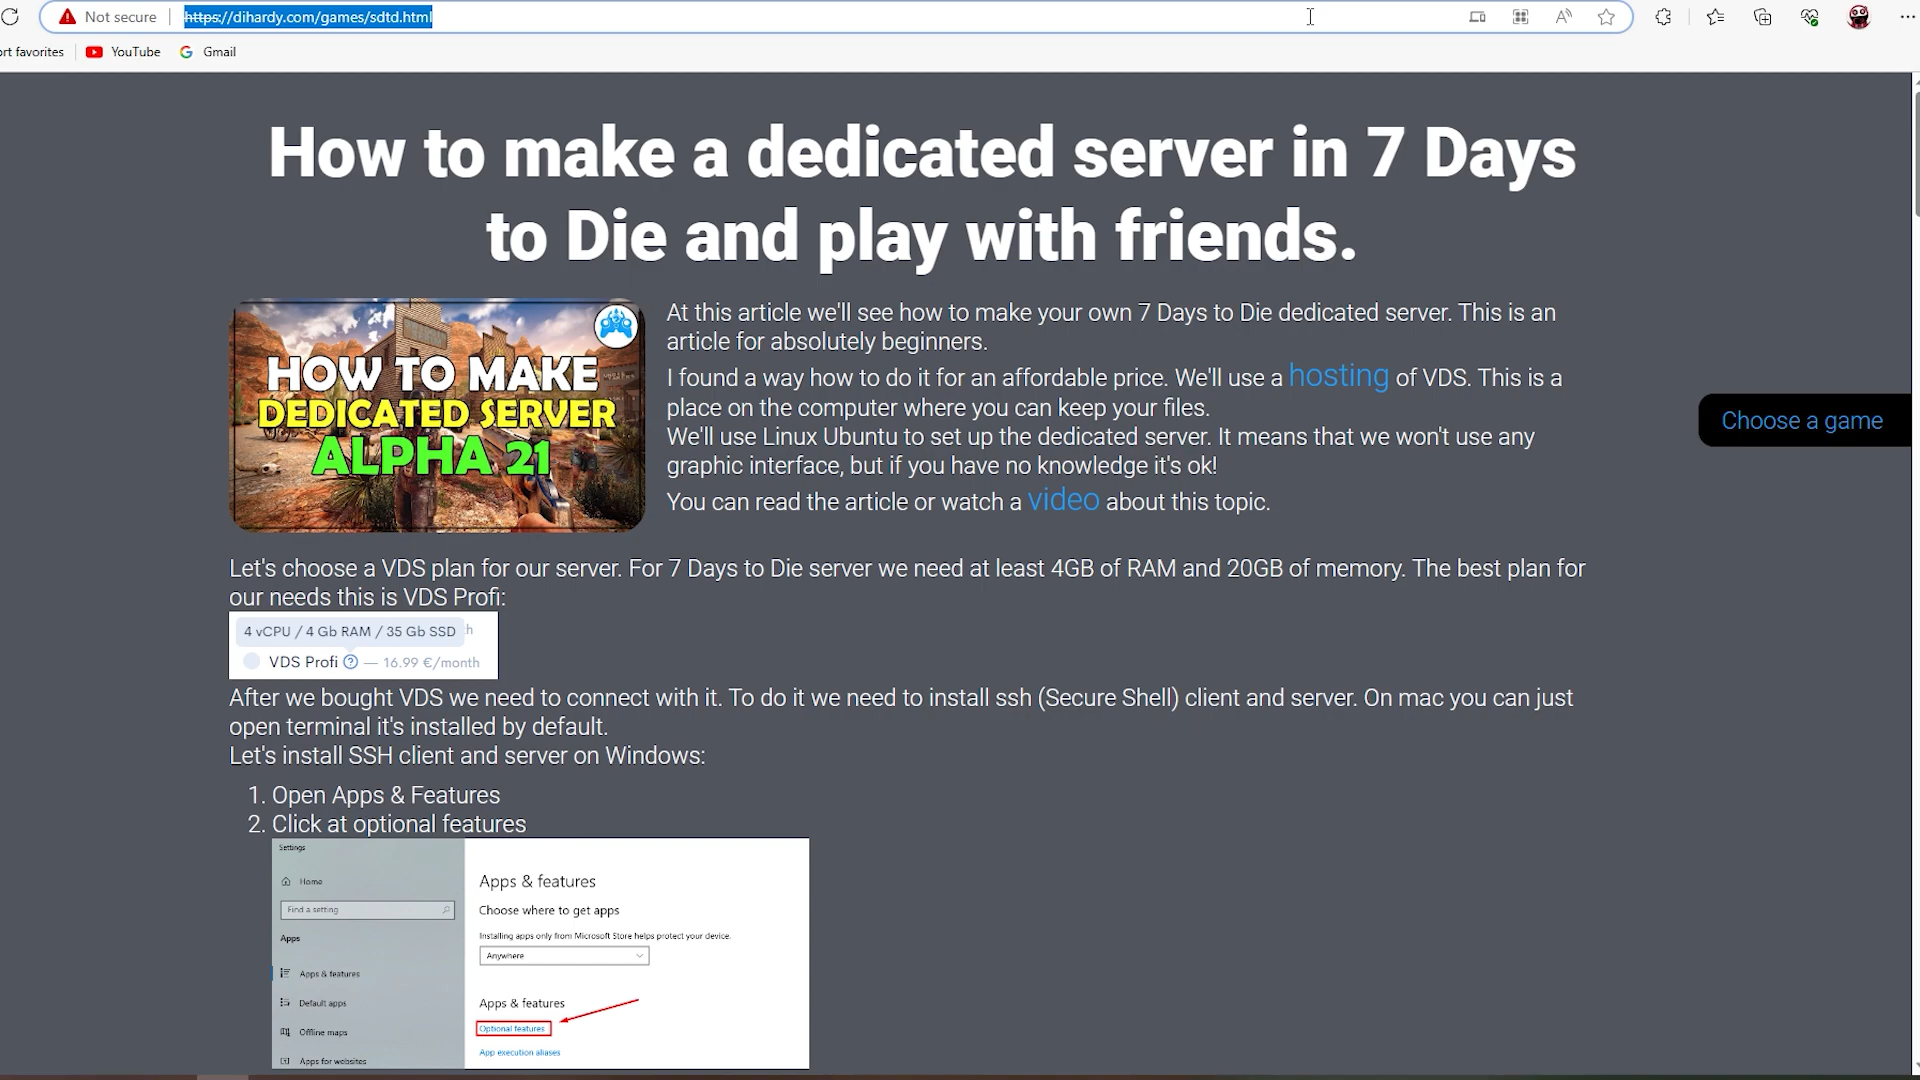 Not secure
https://dihardy.com/games/sdtd.html
ort favorites
YouTube
Gmail
How to make a dedicated server in 7 Days
to Die and play with friends.
HOW TO MAKE
DEDICATED SERVER
ALPHA 21
At this article we'll see how to make your own 7 Days to Die dedicated server. This is an
article for absolutely beginners.
I found a way how to do it for an affordable price. We'll use a hosting of VDS. This is a
place on the computer where you can keep your files.
We'll use Linux Ubuntu to set up the dedicated server. It means that we won't use any
graphic interface, but if you have no knowledge it's ok!
You can read the article or watch a video about this topic.
Choose a game
Let's choose a VDS plan for our server. For 7 Days to Die server we need at least 4GB of RAM and 20GB of memory. The best plan for
our needs this is VDS Profi:
4 vCPU / 4 Gb RAM / 35 Gb SSD
VDS Profi ? — 16.99 €/month
After we bought VDS we need to connect with it. To do it we need to install ssh (Secure Shell) client and server. On mac you can just
open terminal it's installed by default.
Let's install SSH client and server on Windows:
1. Open Apps & Features
2. Click at optional features
Settings
Home
Find a setting
Apps
Apps & features
Default apps
Offline maps
Apps for websites
Apps & features
Choose where to get apps
Installing apps only from Microsoft Store helps protect your device.
Anywhere
Apps & features
Optional features
App execution aliases